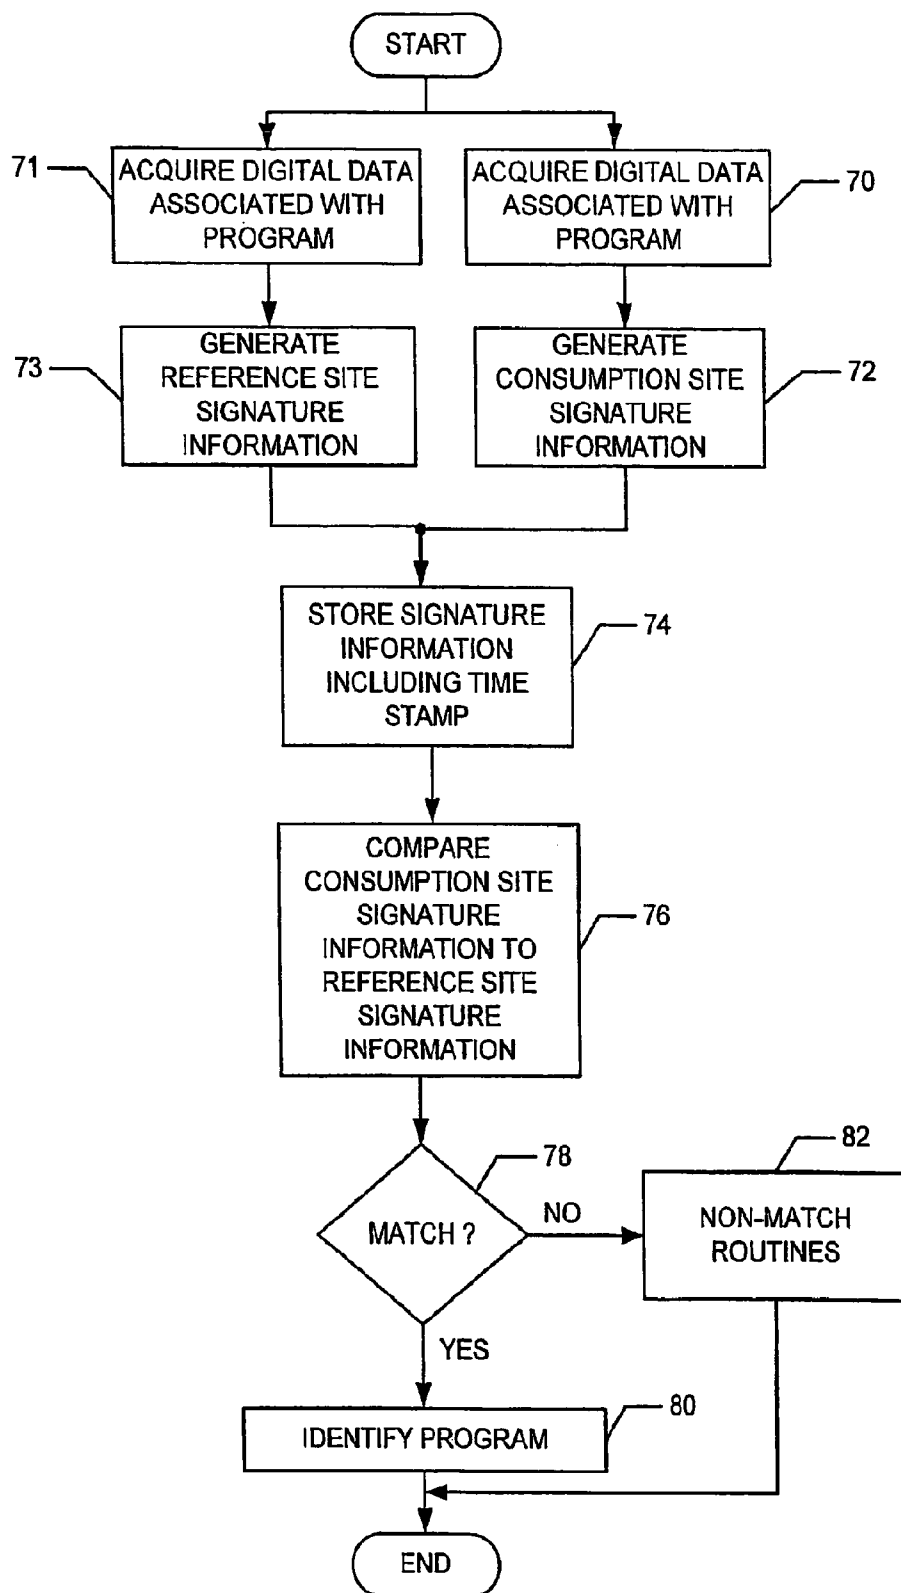 START
71
ACQUIRE DIGITAL DATA
ASSOCIATED WITH
PROGRAM
ACQUIRE DIGITAL DATA
ASSOCIATED WITH
PROGRAM
70
73
GENERATE
REFERENCE SITE
SIGNATURE
INFORMATION
GENERATE
CONSUMPTION SITE
SIGNATURE
INFORMATION
72
STORE SIGNATURE
INFORMATION
INCLUDING TIME
STAMP
74
COMPARE
CONSUMPTION SITE
SIGNATURE
INFORMATION TO
REFERENCE SITE
SIGNATURE
INFORMATION
76
MATCH ?
78
NO
82
NON-MATCH
ROUTINES
YES
IDENTIFY PROGRAM
80
END